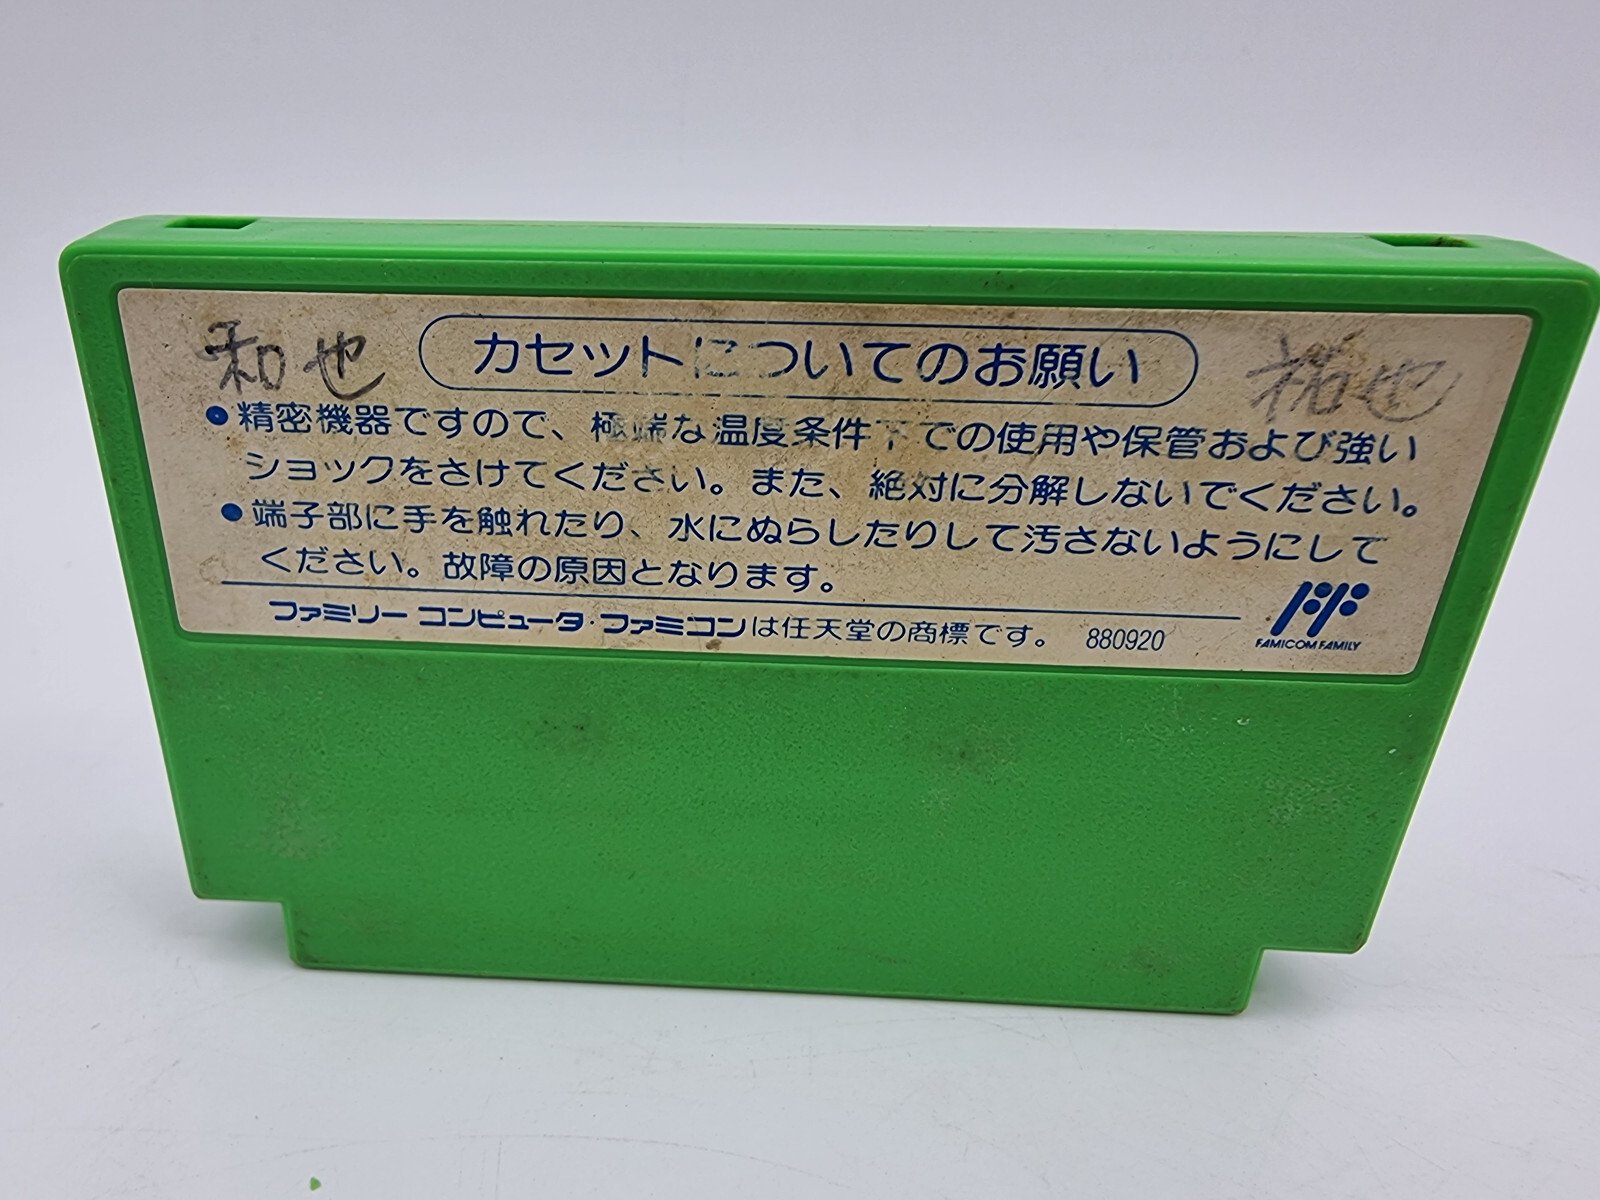 和也
カセットについてのお願い
祐也
●精密機器ですので、極端な温度条件下での使用や保管および強い
ショックをさけてください。また、絶対に分解しないでください。
●端子部に手を触れたり、水にぬらしたりして汚さないようにして
ください。故障の原因となります。
ファミリーコンピュータ・ファミコンは任天堂の商標です。 880920
FAMICOM FAMILY